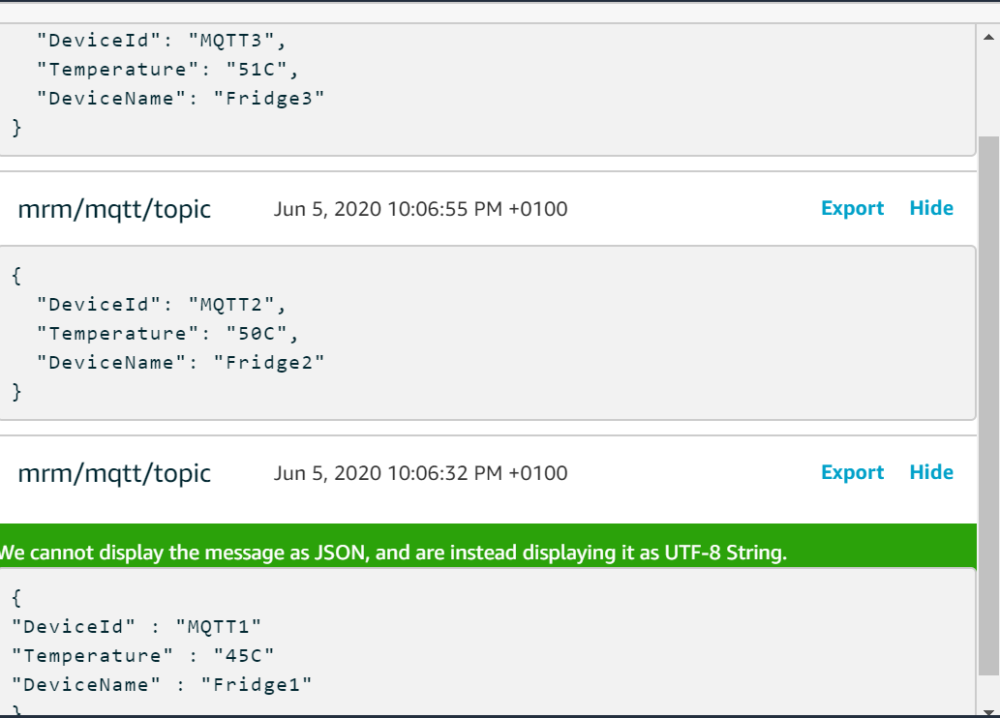 "DeviceId": "MQTT3",
"Temperature": "51C",
"DeviceName": "Fridge3"
}
mrm/mqtt/topic Jun 5, 2020 10:06:55 PM +0100 Export Hide
{
"DeviceId": "MQTT2",
"Temperature": "50C",
"DeviceName": "Fridge2"
}
mrm/mqtt/topic Jun 5, 2020 10:06:32 PM +0100 Export Hide
We cannot display the message as JSON, and are instead displaying it as UTF-8 String.
{
"DeviceId" : "MQTT1"
"Temperature" : "45C"
"DeviceName" : "Fridge1"
}